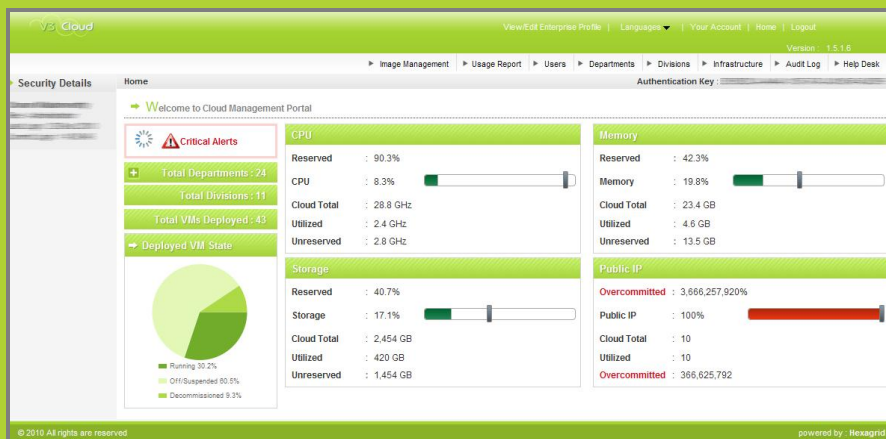 V3 Cloud
View/Edit Enterprise Profile | Languages | Your Account | Home | Logout
Version : 1.5.1.6
Image Management Usage Report Users Departments Divisions Infrastructure Audit Log Help Desk
Security Details
Home
Authentication Key :
Welcome to Cloud Management Portal
Critical Alerts
Total Departments : 24
Total Divisions : 11
Total VMs Deployed : 43
Deployed VM State
Running 30.2%
Off/Suspended 60.5%
Decommissioned 9.3%
CPU
Reserved : 90.3%
CPU : 8.3%
Cloud Total : 28.8 GHz
Utilized : 2.4 GHz
Unreserved : 2.8 GHz
Memory
Reserved : 42.3%
Memory : 19.8%
Cloud Total : 23.4 GB
Utilized : 4.6 GB
Unreserved : 13.5 GB
Storage
Reserved : 40.7%
Storage : 17.1%
Cloud Total : 2,454 GB
Utilized : 420 GB
Unreserved : 1,454 GB
Public IP
Overcommitted : 3,666,257,920%
Public IP : 100%
Cloud Total : 10
Utilized : 10
Overcommitted : 366,625,792
© 2010 All rights are reserved
powered by : Hexagrid